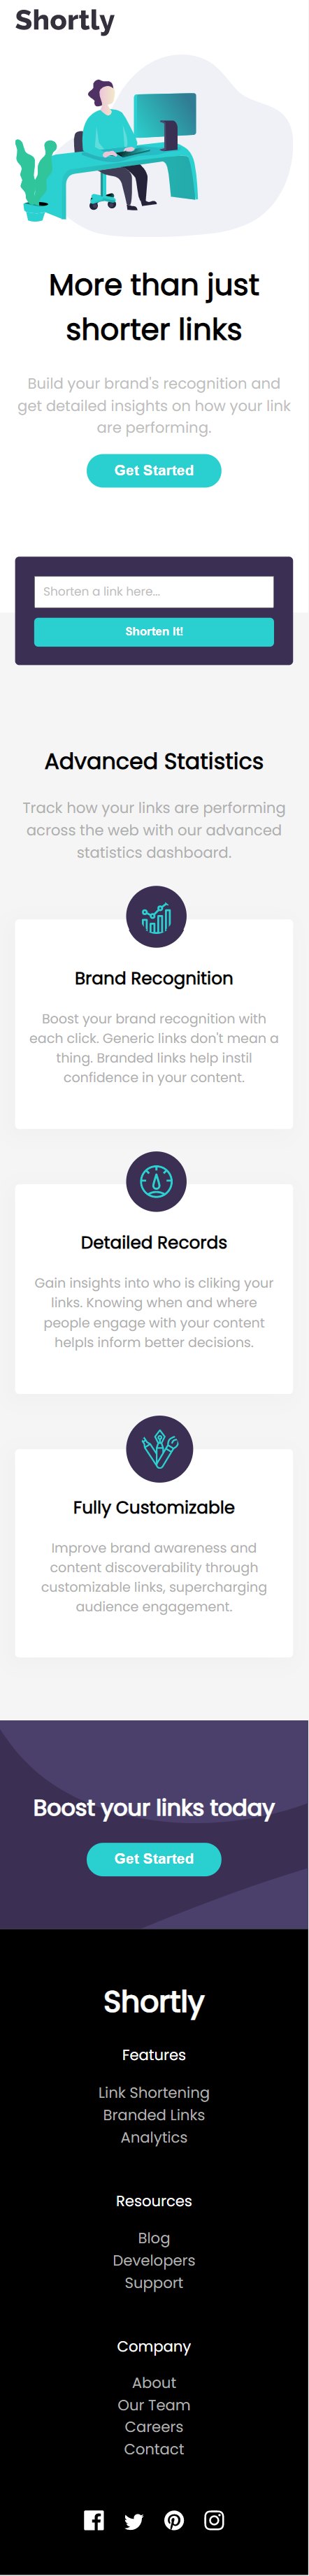 Shortly
More than just
shorter links
Build your brand's recognition and
get detailed insights on how your link
are performing.
Get Started
Shorten a link here...
Shorten It!
Advanced Statistics
Track how your links are performing
across the web with our advanced
statistics dashboard.
Brand Recognition
Boost your brand recognition with
each click. Generic links don't mean a
thing. Branded links help instil
confidence in your content.
Detailed Records
Gain insights into who is cliking your
links. Knowing when and where
people engage with your content
helpls inform better decisions.
Fully Customizable
Improve brand awareness and
content discoverability through
customizable links, supercharging
audience engagement.
Boost your links today
Get Started
Shortly
Features
Link Shortening
Branded Links
Analytics
Resources
Blog
Developers
Support
Company
About
Our Team
Careers
Contact